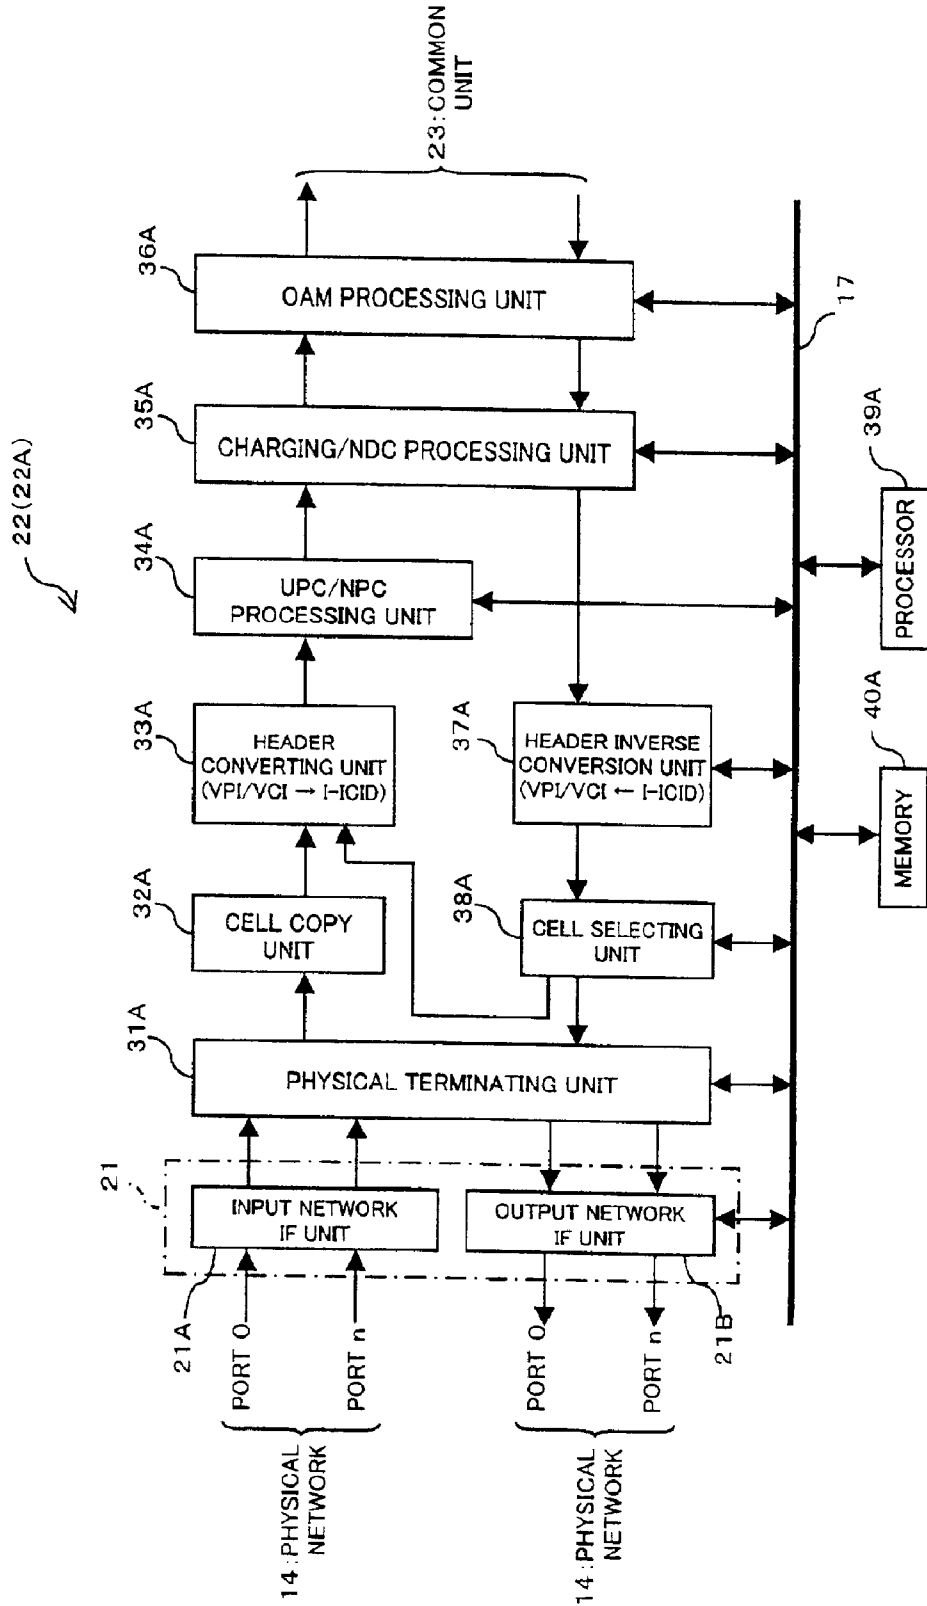 22(22A)
14:PHYSICAL
NETWORK
PORT 0
PORT n
21A
21
INPUT NETWORK
IF UNIT
31A
PHYSICAL TERMINATING UNIT
32A
CELL COPY
UNIT
33A
HEADER
CONVERTING UNIT
(VPI/VCI → I-ICID)
34A
UPC/NPC
PROCESSING UNIT
35A
CHARGING/NDC PROCESSING UNIT
36A
OAM PROCESSING UNIT
23:COMMON
UNIT
14:PHYSICAL
NETWORK
PORT 0
PORT n
21B
OUTPUT NETWORK
IF UNIT
38A
CELL SELECTING
UNIT
37A
HEADER INVERSE
CONVERSION UNIT
(VPI/VCI ← I-ICID)
17
40A
MEMORY
39A
PROCESSOR